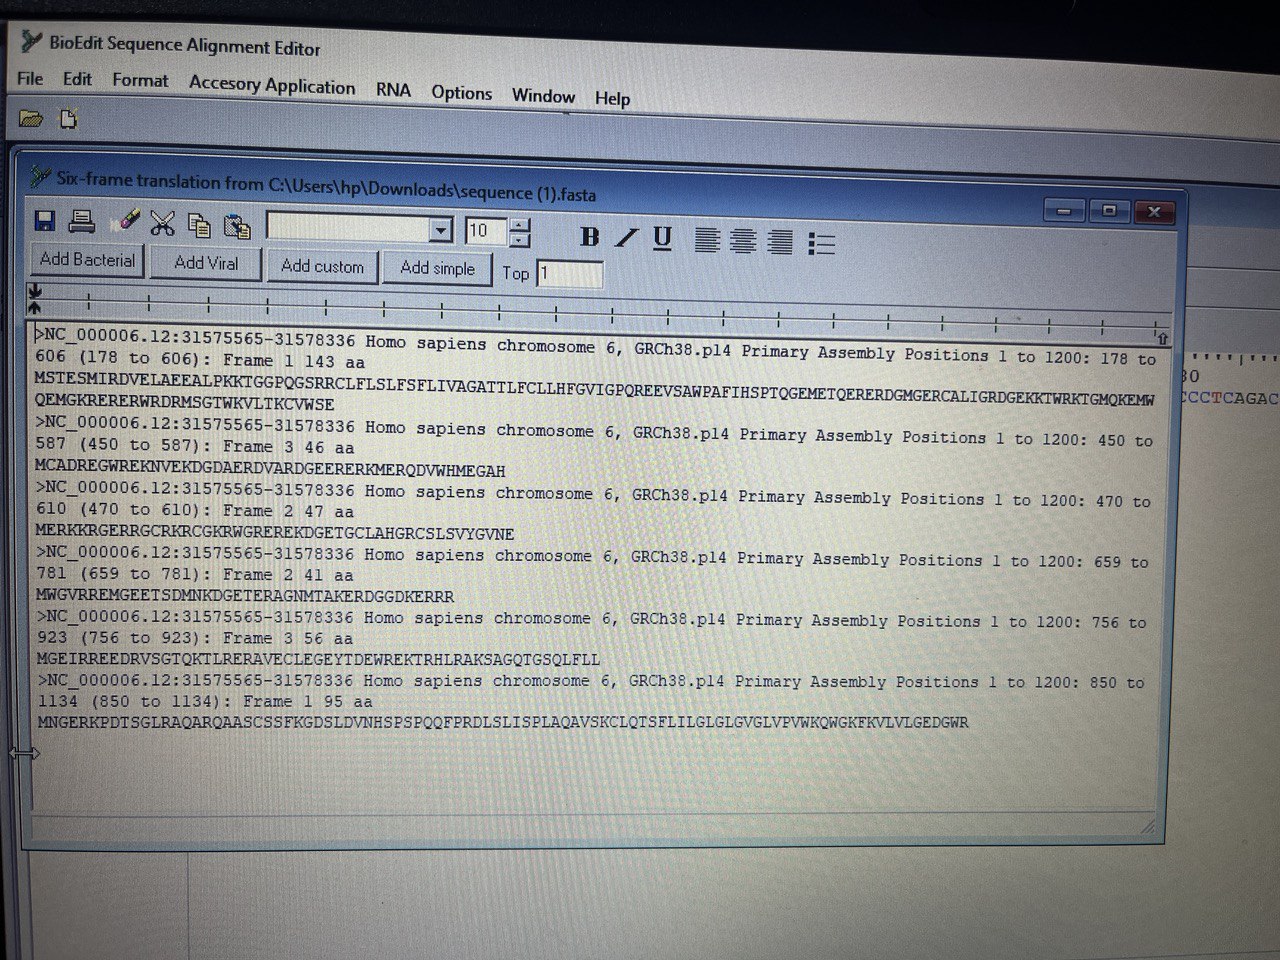 BioEdit Sequence Alignment Editor
File Edit Format Accesory Application RNA Options Window Help
Six-frame translation from C:\Users\hp\Downloads\sequence (1).fasta
10 B I U
Add Bacterial Add Viral Add custom Add simple Top 1
>NC_000006.12:31575565-31578336 Homo sapiens chromosome 6, GRCh38.p14 Primary Assembly Positions 1 to 1200: 178 to
606 (178 to 606): Frame 1 143 aa
MSTESMIRDVELAEEALPKKTGGPQGSRRCLFLSLFSFLIVAGATTLFCLLHFGVIGPQREEVSAWPAFIHSPTQGEMETQERERDGMGERCALIGRDGEKKTWRKTGMQKEMW
QEMGKRERERWRDRMSGTWKVLTKCVWSE
>NC_000006.12:31575565-31578336 Homo sapiens chromosome 6, GRCh38.p14 Primary Assembly Positions 1 to 1200: 450 to
587 (450 to 587): Frame 3 46 aa
MCADREGWREKNVEKDGDAERDVARDGEERERKMERQDVWHMEGAH
>NC_000006.12:31575565-31578336 Homo sapiens chromosome 6, GRCh38.p14 Primary Assembly Positions 1 to 1200: 470 to
610 (470 to 610): Frame 2 47 aa
MERKKRGERRGCRKRCGKRWGREREKDGETGCLAHGRCSLSVYGVNE
>NC_000006.12:31575565-31578336 Homo sapiens chromosome 6, GRCh38.p14 Primary Assembly Positions 1 to 1200: 659 to
781 (659 to 781): Frame 2 41 aa
MWGVRREMGEETSDMNKDGETERAGNMTAKERDGGDKERRR
>NC_000006.12:31575565-31578336 Homo sapiens chromosome 6, GRCh38.p14 Primary Assembly Positions 1 to 1200: 756 to
923 (756 to 923): Frame 3 56 aa
MGEIRREEDRVSGTQKTLRERAVECLEGEYTDEWREKTRHLRAKSAGQTGSQLFLL
>NC_000006.12:31575565-31578336 Homo sapiens chromosome 6, GRCh38.p14 Primary Assembly Positions 1 to 1200: 850 to
1134 (850 to 1134): Frame 1 95 aa
MNGERKPDTSGLRAQARQAASCSSFKGDSLDVNHSPSPQQFPRDLSLISPLAQAVSKCLQTSFLILGLGLGVGLVPVWKQWGKFKVLVLGEDGWR
CCCTCAGAC